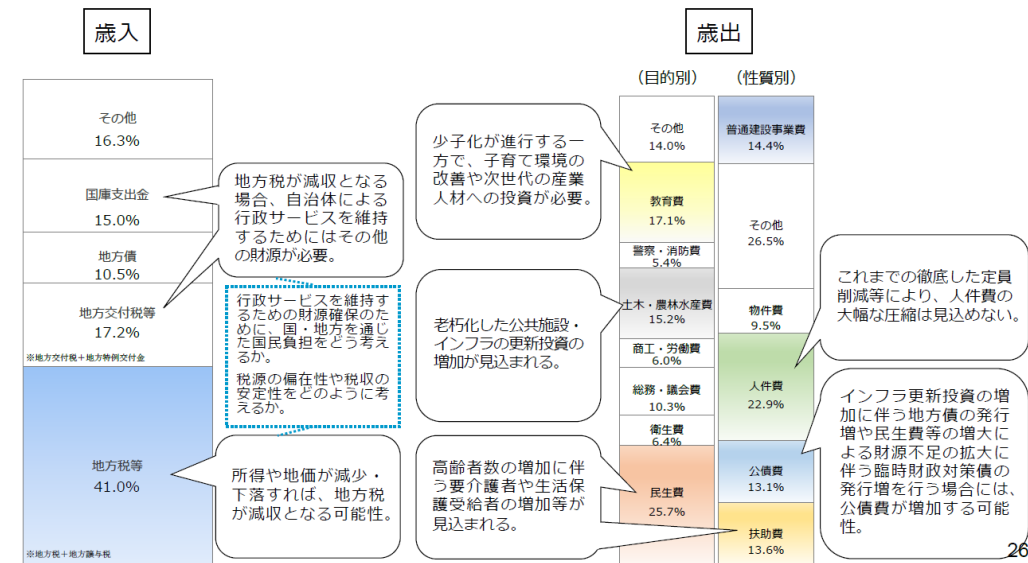 歳入
その他
16.3%
国庫支出金
15.0%
地方債
10.5%
地方交付税等
17.2%
※地方交付税＋地方特例交付金
地方税等
41.0%
※地方税＋地方譲与税
地方税が減収となる
場合、自治体による
行政サービスを維持
するためにはその他
の財源が必要。
行政サービスを維持す
るための財源確保のた
めに、国・地方を通じ
た国民負担をどう考え
るか。
税源の偏在性や税収の
安定性をどのように考
えるか。
所得や地価が減少・
下落すれば、地方税
が減収となる可能性。
歳出
（目的別）
（性質別）
少子化が進行する一
方で、子育て環境の
改善や次世代の産業
人材への投資が必要。
老朽化した公共施設・
インフラの更新投資の
増加が見込まれる。
高齢者数の増加に伴
う要介護者や生活保
護受給者の増加等が
見込まれる。
その他
14.0%
教育費
17.1%
警察・消防費
5.4%
土木・農林水産費
15.2%
商工・労働費
6.0%
総務・議会費
10.3%
衛生費
6.4%
民生費
25.7%
普通建設事業費
14.4%
その他
26.5%
物件費
9.5%
人件費
22.9%
公債費
13.1%
扶助費
13.6%
これまでの徹底した定員
削減等により、人件費の
大幅な圧縮は見込めない。
インフラ更新投資の増
加に伴う地方債の発行
増や民生費等の増大に
よる財源不足の拡大に
伴う臨時財政対策債の
発行増を行う場合には、
公債費が増加する可能
性。
26